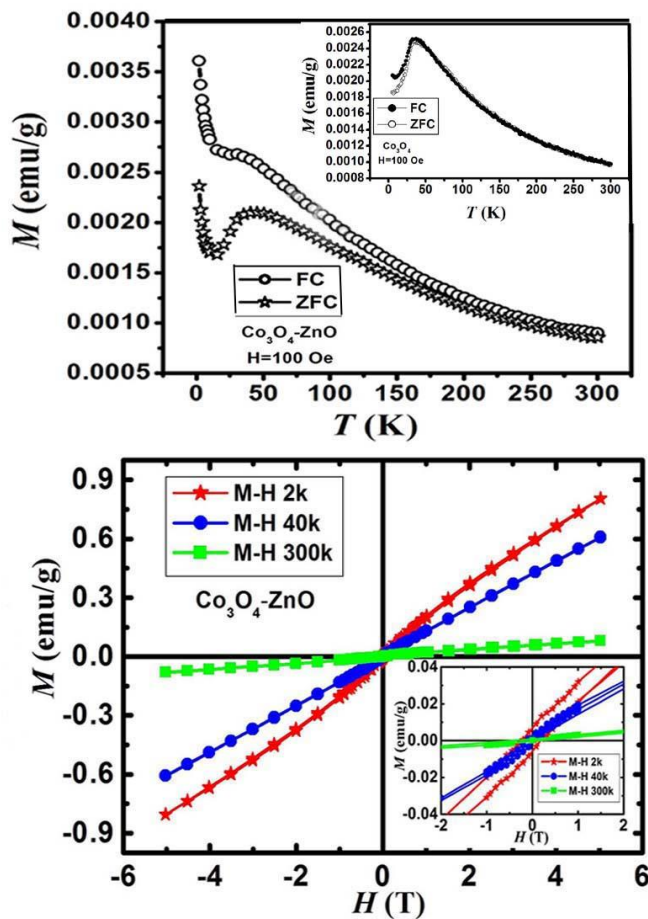 0.0040
0.0035
0.0030
0.0025
0.0020
0.0015
0.0010
0.0005
M (emu/g)
0 50 100 150 200 250 300
T (K)
FC
ZFC
Co₃O₄-ZnO
H=100 Oe
0.0026
0.0024
0.0022
0.0020
0.0018
0.0016
0.0014
0.0012
0.0010
0.0008
M (emu/g)
FC
ZFC
Co₃O₄
H=100 Oe
0 50 100 150 200 250 300
T (K)
0.9
0.6
0.3
0.0
-0.3
-0.6
-0.9
M (emu/g)
M-H 2k
M-H 40k
M-H 300k
Co₃O₄-ZnO
-6 -4 -2 0 2 4 6
H (T)
0.04
0.02
0.00
-0.02
-0.04
M (emu/g)
M-H 2k
M-H 40k
M-H 300k
-2 -1 0 1 2
H (T)